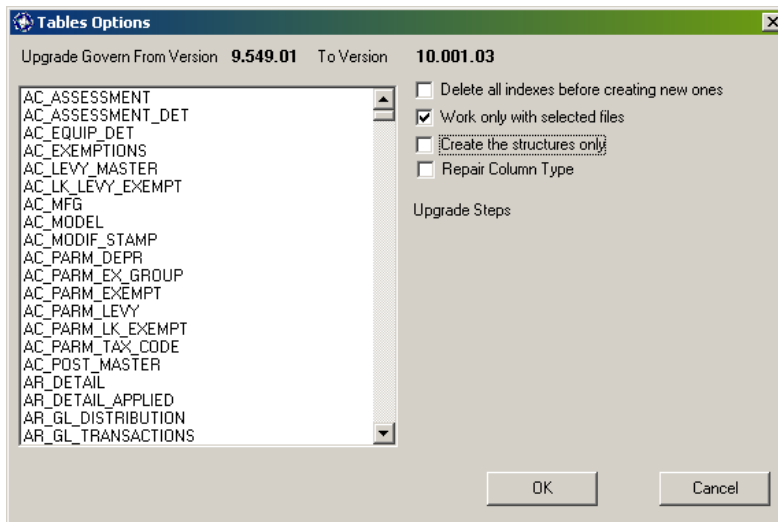 Tables Options
Upgrade Govern From Version 9.549.01 To Version 10.001.03
AC_ASSESSMENT
AC_ASSESSMENT_DET
AC_EQUIP_DET
AC_EXEMPTIONS
AC_LEVY_MASTER
AC_LK_LEVY_EXEMPT
AC_MFG
AC_MODEL
AC_MODIF_STAMP
AC_PARM_DEPR
AC_PARM_EX_GROUP
AC_PARM_EXEMPT
AC_PARM_LEVY
AC_PARM_LK_EXEMPT
AC_PARM_TAX_CODE
AC_POST_MASTER
AR_DETAIL
AR_DETAIL_APPLIED
AR_GL_DISTRIBUTION
AR_GL_TRANSACTIONS
Delete all indexes before creating new ones
Work only with selected files
Create the structures only
Repair Column Type
Upgrade Steps
OK
Cancel